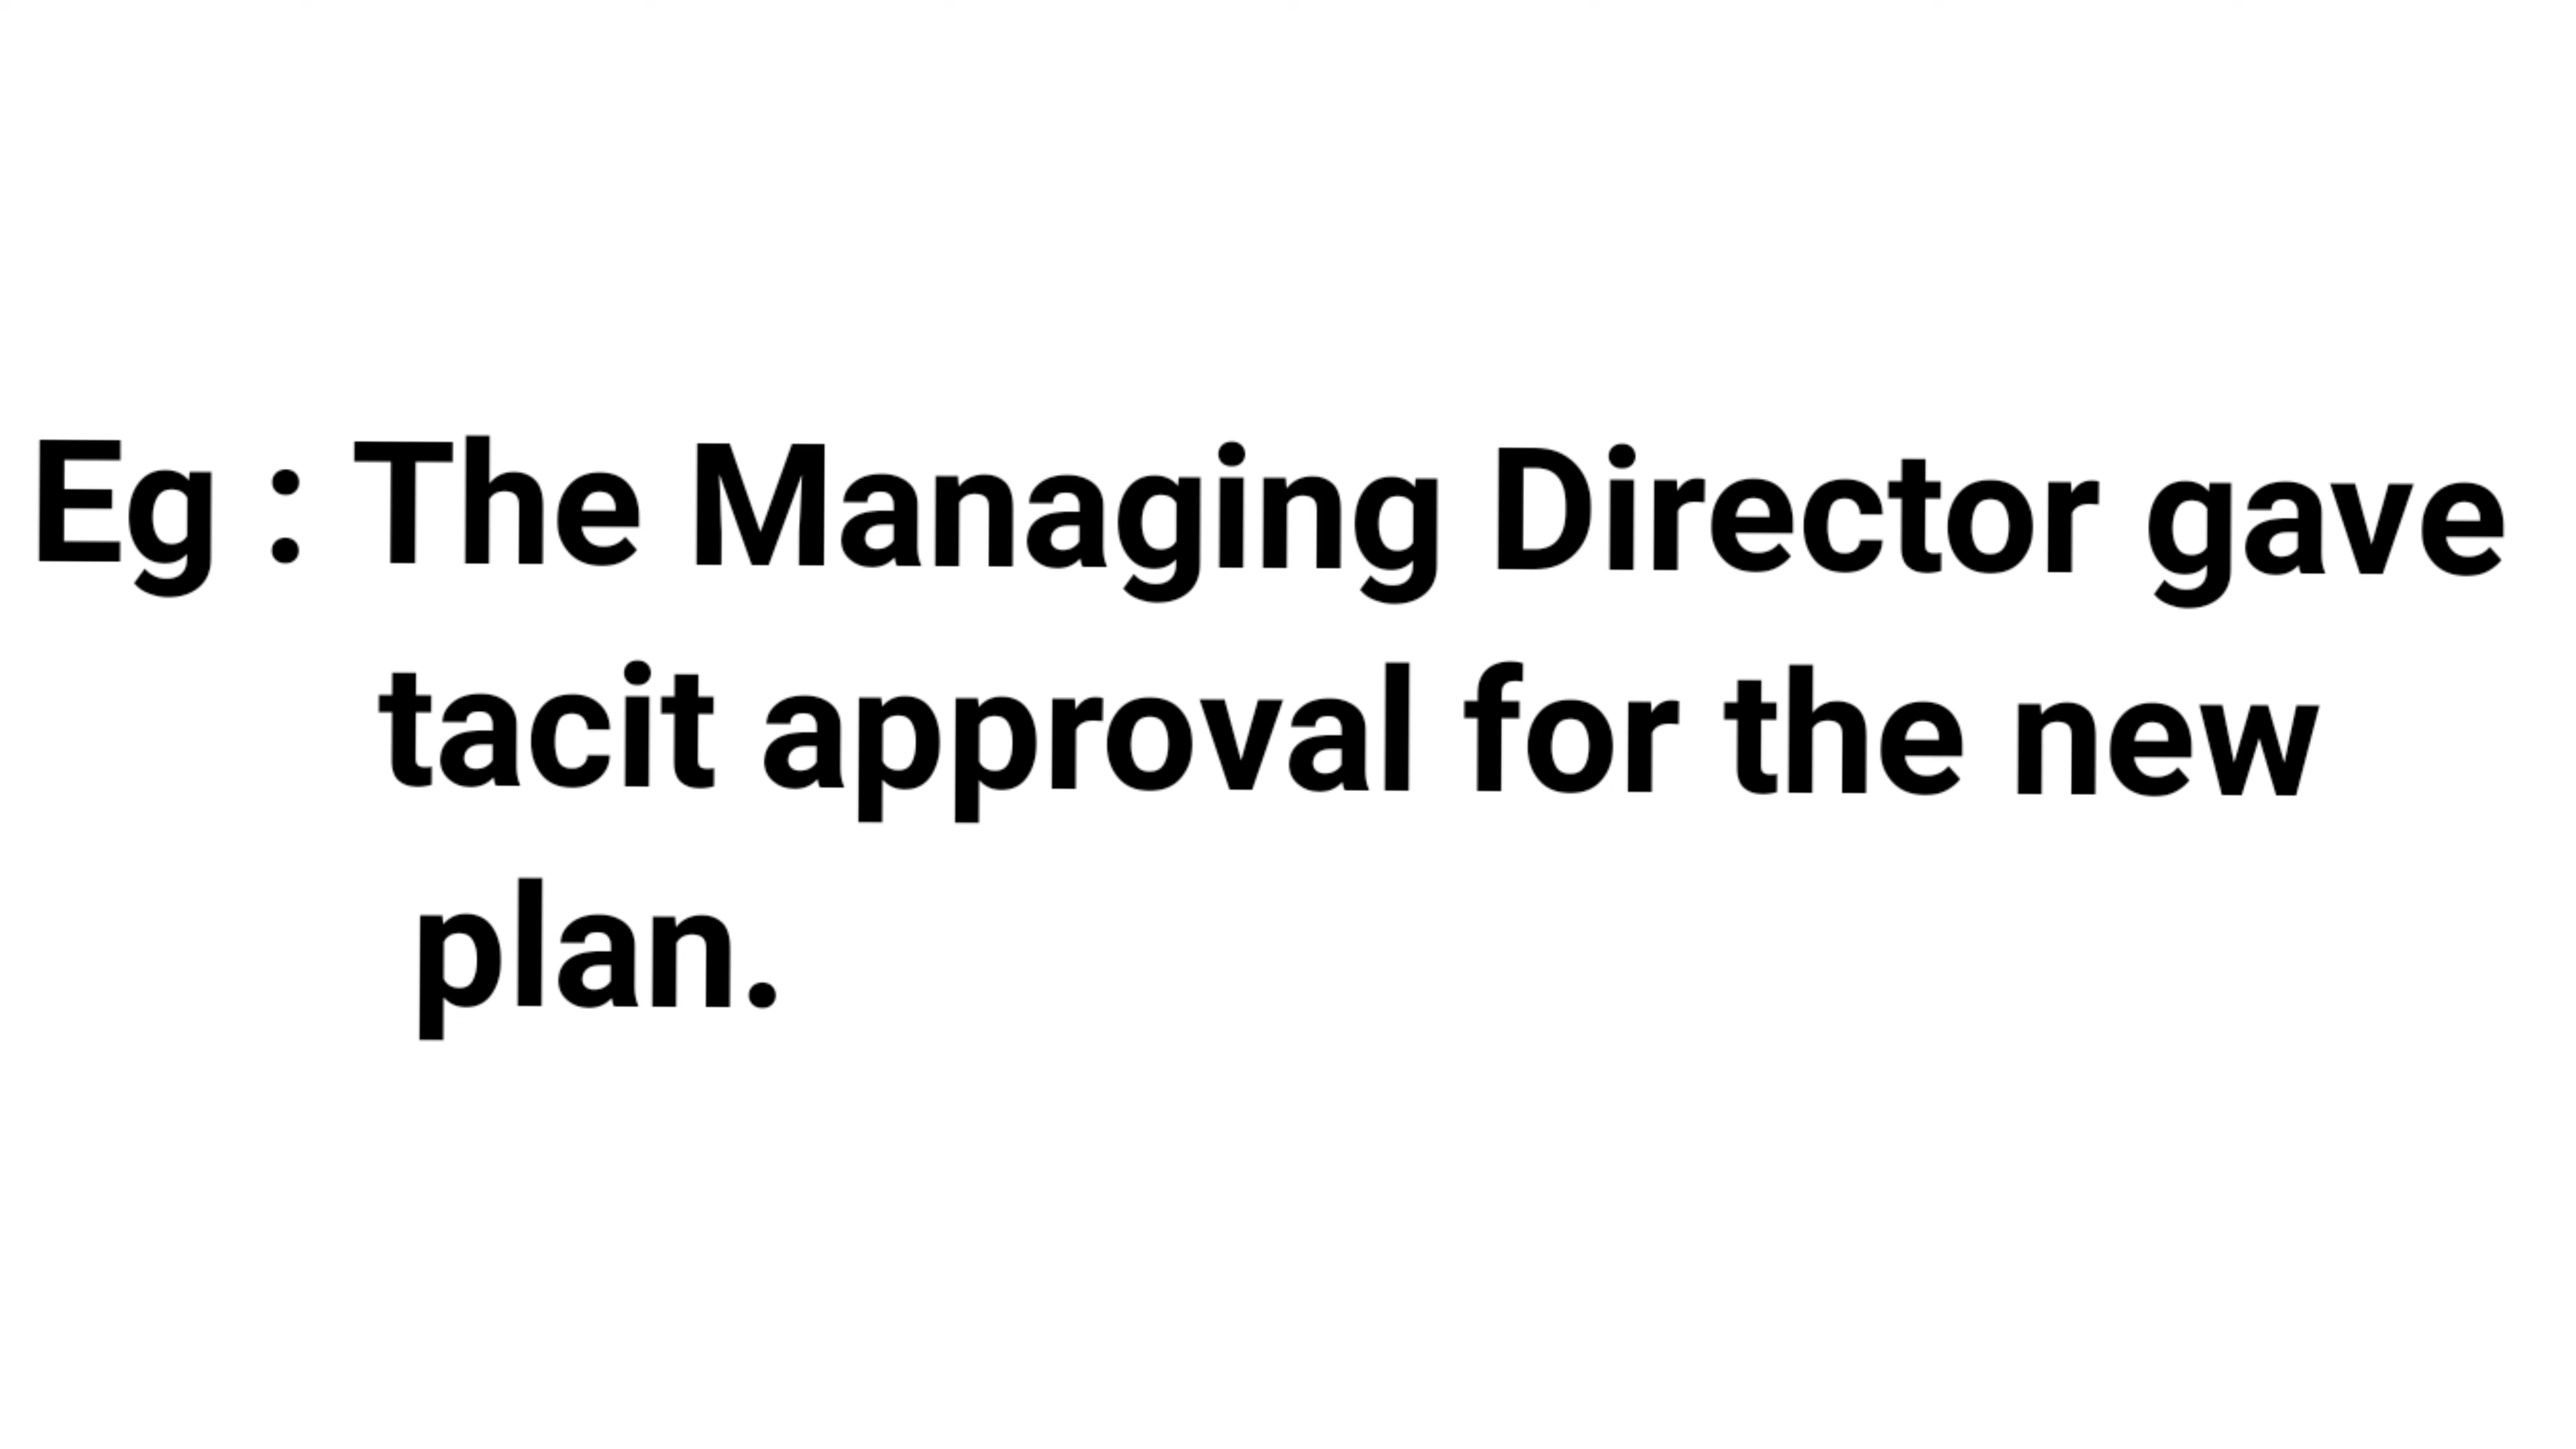 Eg : The Managing Director gave
tacit approval for the new
plan.